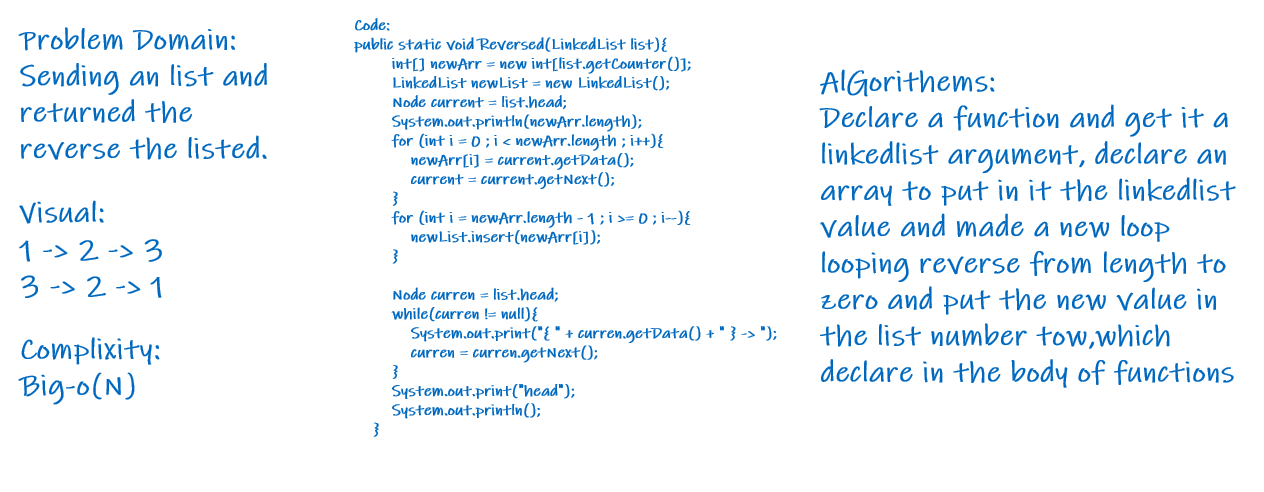 Problem Domain:
Sending an list and
returned the
reverse the listed.
Visual:
1 -> 2 -> 3
3 -> 2 -> 1
Complixity:
Big-o(N)
Code:
public static void Reversed(LinkedList list){
int[] newArr = new int[list.getCounter()];
LinkedList newList = new LinkedList();
Node current = list.head;
System.out.println(newArr.length);
for (int i = 0 ; i < newArr.length ; i++){
newArr[i] = current.getData();
current = current.getNext();
}
for (int i = newArr.length - 1 ; i >= 0 ; i--){
newList.insert(newArr[i]);
}
Node curren = list.head;
while(curren != null){
System.out.print("{ " + curren.getData() + " } -> ");
curren = curren.getNext();
}
System.out.print("head");
System.out.println();
}
AlGorithems:
Declare a function and get it a
linkedlist argument, declare an
array to put in it the linkedlist
value and made a new loop
looping reverse from length to
zero and put the new value in
the list number tow,which
declare in the body of functions